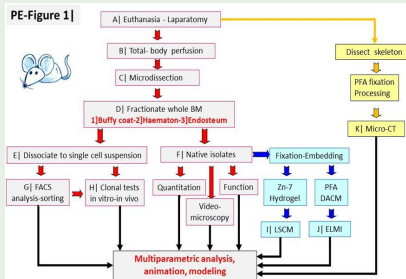 PE-Figure 1|
A| Euthanasia - Laparatomy
B| Total- body perfusion
C| Microdissection
D| Fractionate whole BM
1]Buffy coat-2]Haematon-3]Endosteum
Dissect skeleton
PFA fixation
Processing
K| Micro-CT
E| Dissociate to single cell suspension
F| Native isolates
Fixation-Embedding
G| FACS
analysis-sorting
H| Clonal tests
in vitro-in vivo
Quantitation
Video-
microscopy
Function
Zn-7
Hydrogel
PFA
DACM
I| LSCM
J| ELMI
Multiparametric analysis,
animation, modeling